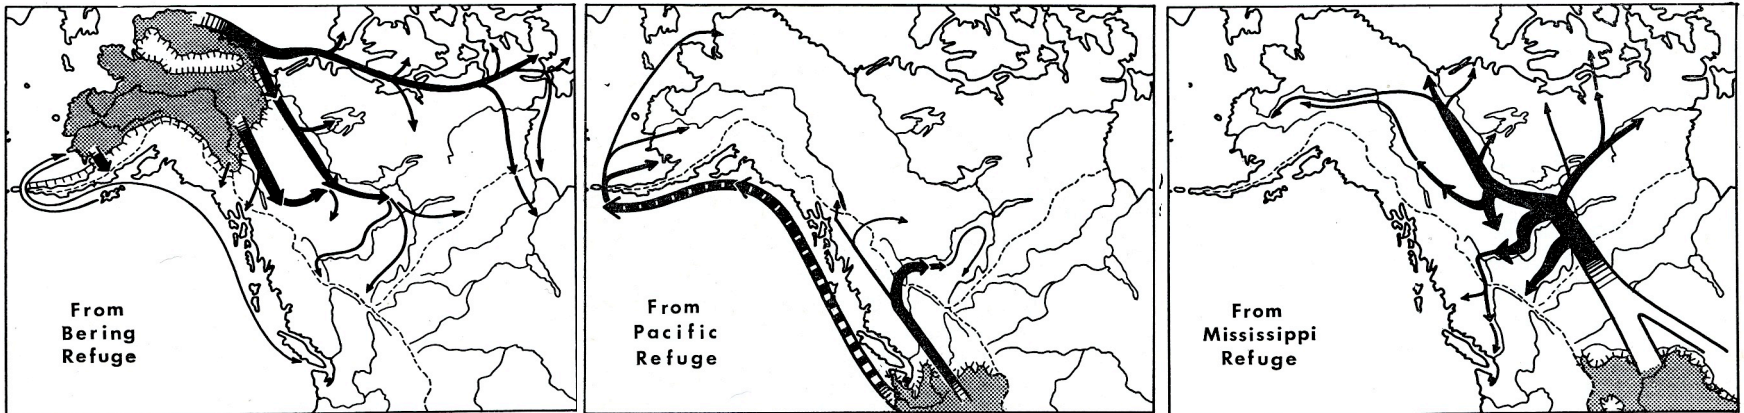 From
Bering
Refuge
From
Pacific
Refuge
From
Mississippi
Refuge